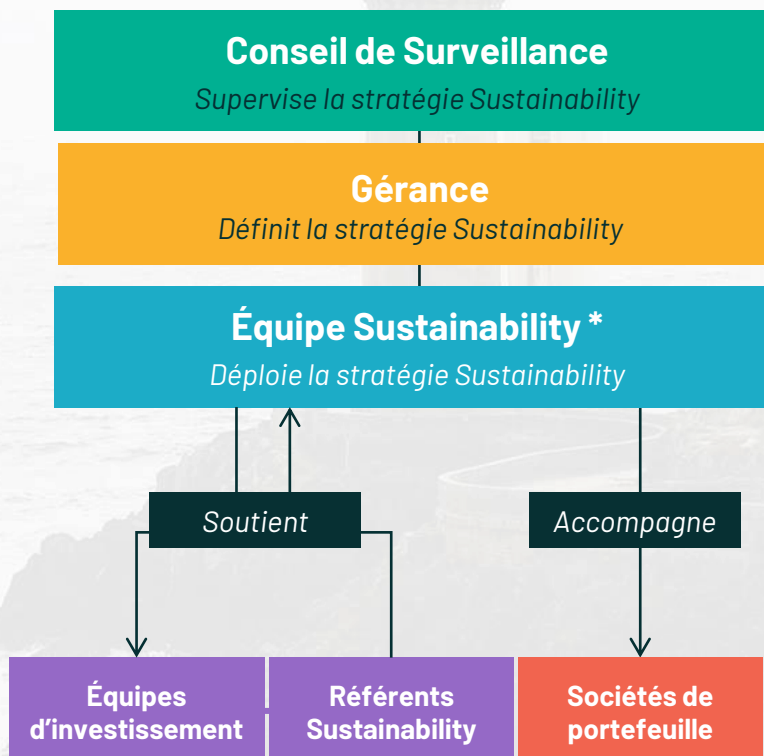 Conseil de Surveillance
Supervise la stratégie Sustainability
Gérance
Définit la stratégie Sustainability
Équipe Sustainability *
Déploie la stratégie Sustainability
Soutient
Accompagne
Équipes
d'investissement
Référents
Sustainability
Sociétés de
portefeuille